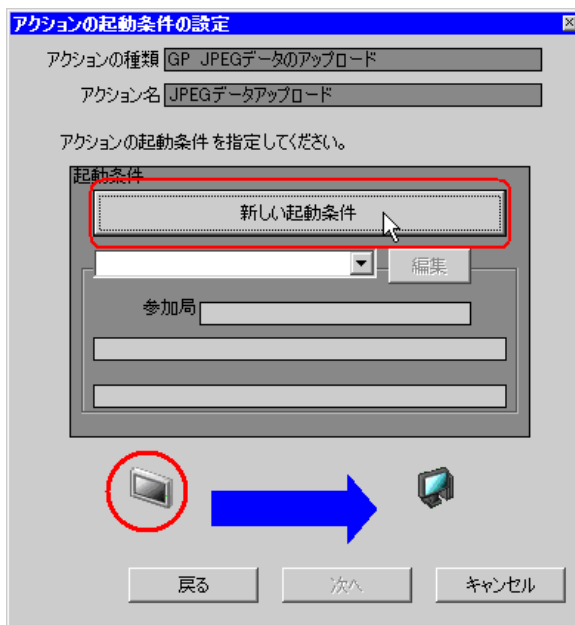 アクションの起動条件の設定
アクションの種類 GP JPEGデータのアップロード
アクション名 JPEGデータアップロード
アクションの起動条件を指定してください。
起動条件
新しい起動条件
編集
参加局
戻る 次へ キャンセル